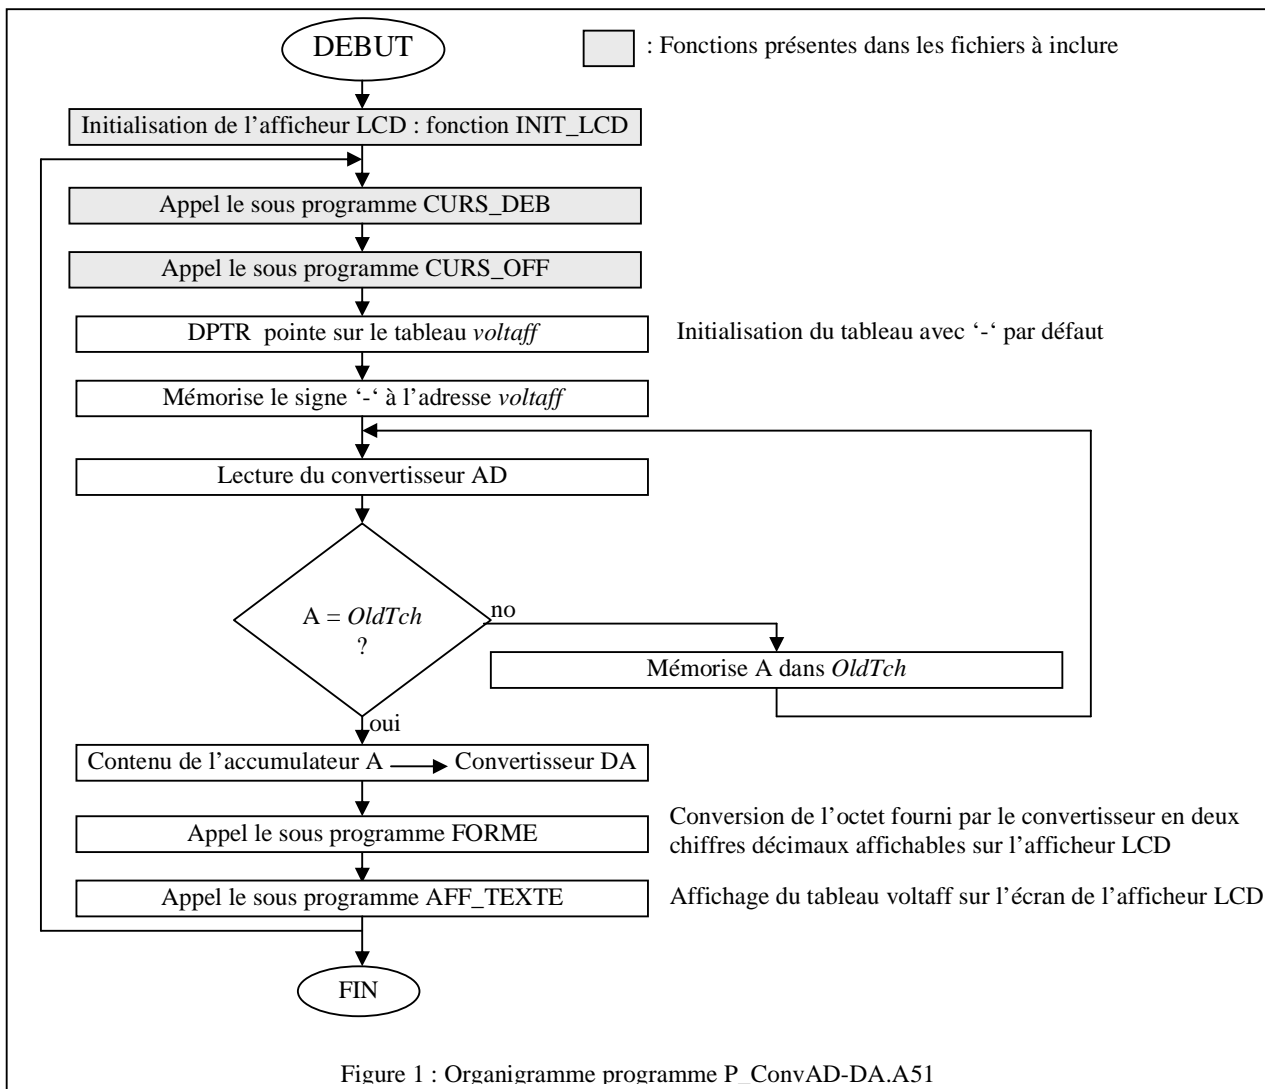 DEBUT
: Fonctions présentes dans les fichiers à inclure
Initialisation de l’afficheur LCD : fonction INIT_LCD
Appel le sous programme CURS_DEB
Appel le sous programme CURS_OFF
DPTR pointe sur le tableau voltaff
Initialisation du tableau avec ‘-‘ par défaut
Mémorise le signe ‘-‘ à l’adresse voltaff
Lecture du convertisseur AD
A = OldTch
?
no
Mémorise A dans OldTch
oui
Contenu de l’accumulateur A Convertisseur DA
Appel le sous programme FORME
Conversion de l’octet fourni par le convertisseur en deux
chiffres décimaux affichables sur l’afficheur LCD
Appel le sous programme AFF_TEXTE
Affichage du tableau voltaff sur l’écran de l’afficheur LCD
FIN
Figure 1 : Organigramme programme P_ConvAD-DA.A51